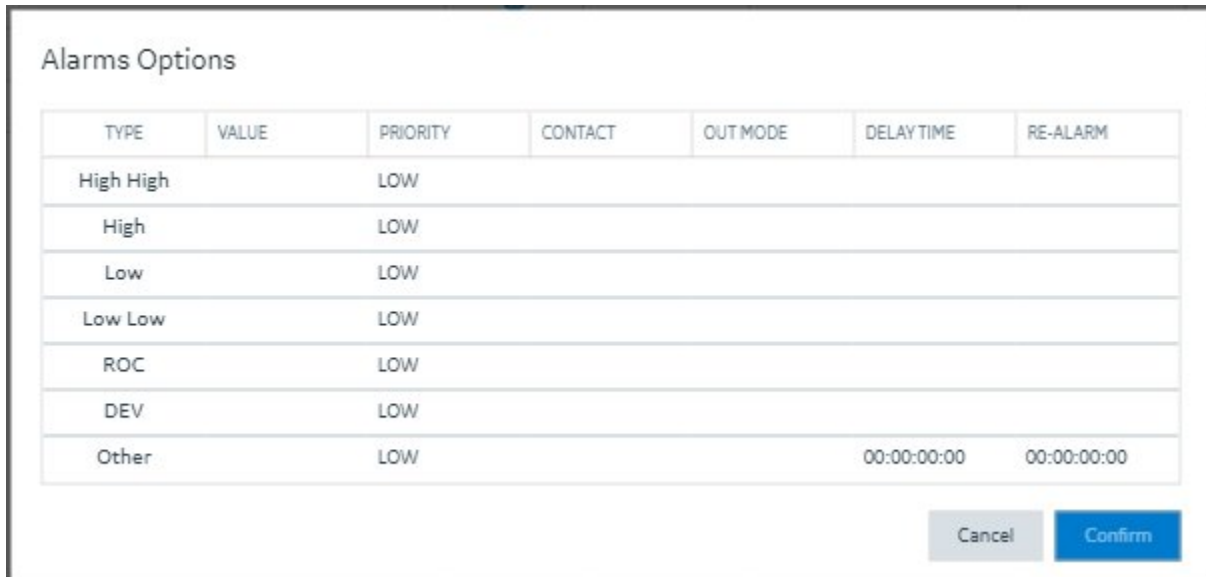 Alarms Options
TYPE VALUE PRIORITY CONTACT OUT MODE DELAY TIME RE-ALARM
High High LOW
High LOW
Low LOW
Low Low LOW
ROC LOW
DEV LOW
Other LOW 00:00:00:00 00:00:00:00
Cancel Confirm